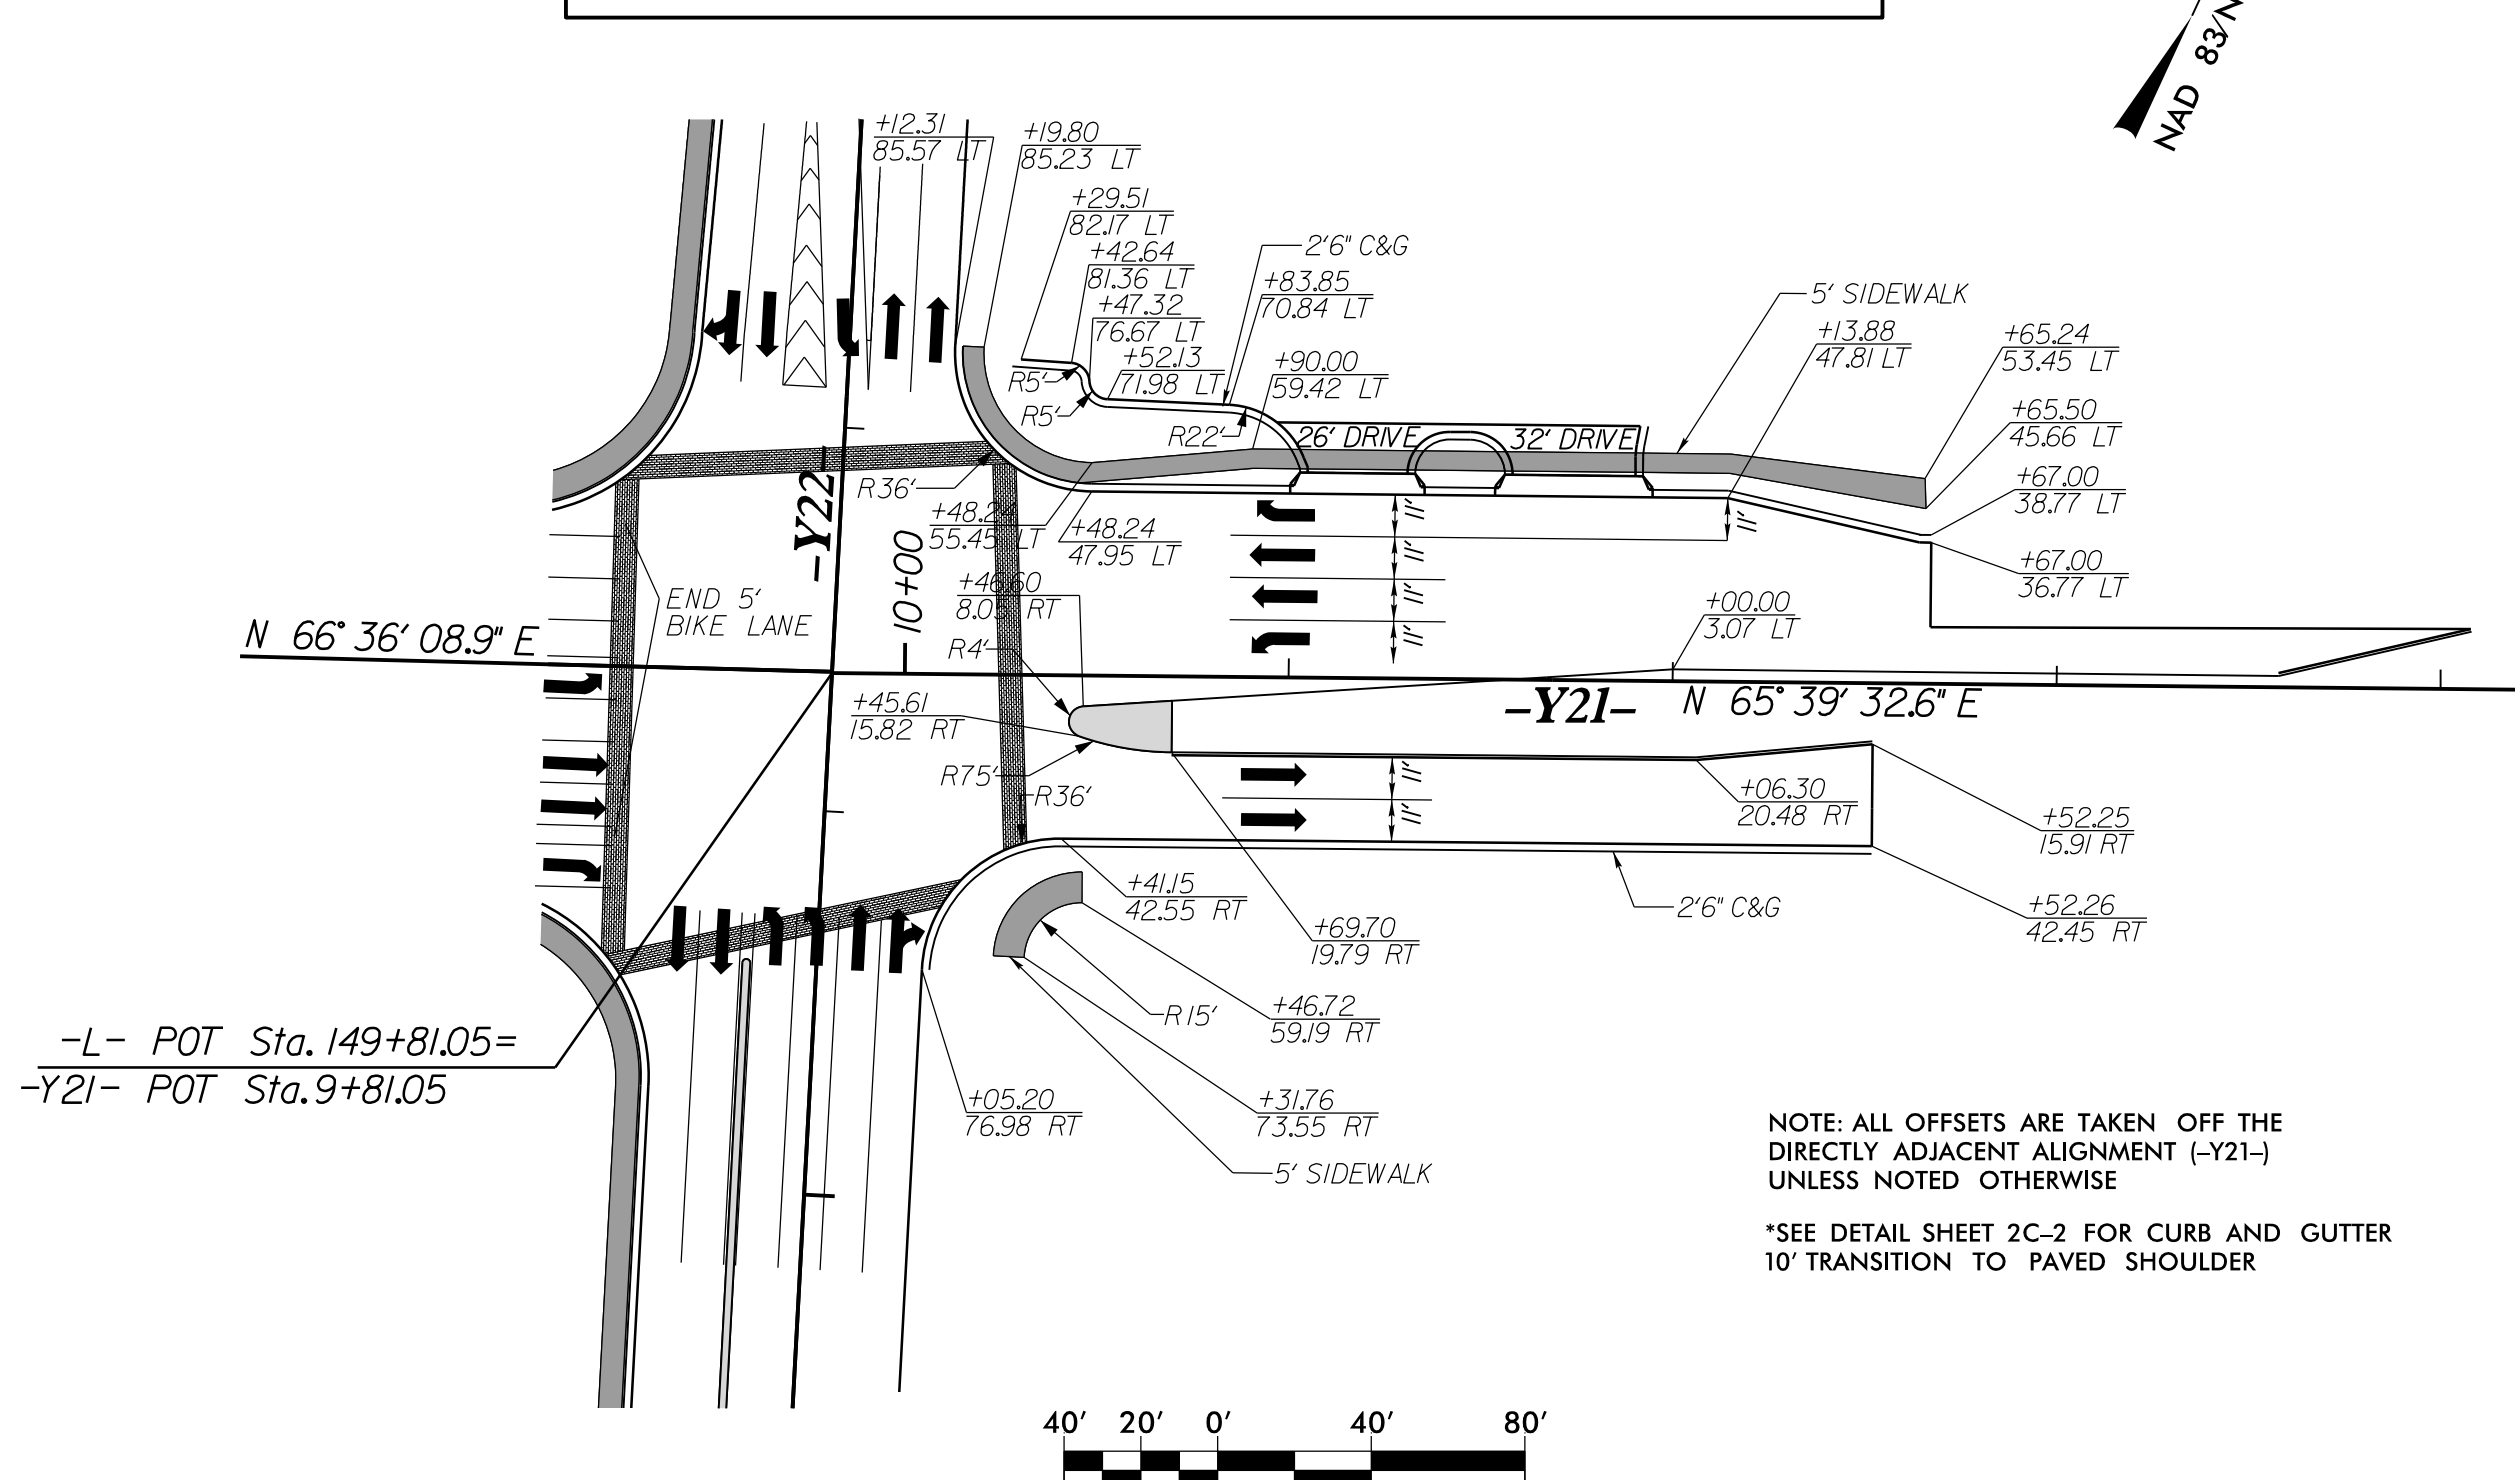 NAD 83/N
+12.31
85.57 LT
+19.80
85.23 LT
+29.51
82.17 LT
+42.64
81.36 LT
+47.32
76.67 LT
+52.13
71.98 LT
2'6" C&G
+83.85
70.84 LT
+90.00
59.42 LT
5' SIDEWALK
+13.88
47.81 LT
+65.24
53.45 LT
+65.50
45.66 LT
+67.00
38.77 LT
+67.00
36.77 LT
R5'
R5'
R22'
26' DRIVE
32' DRIVE
R36'
-Y22-
+48.24
55.45 LT
+48.24
47.95 LT
10+00
11'
11'
11'
11'
11'
END 5'
BIKE LANE
+46.60
8.0 RT
R4'
+00.00
3.07 LT
N 66° 36' 08.9" E
-Y21-
N 65° 39' 32.6" E
+45.61
15.82 RT
R75'
R36'
11'
11'
+06.30
20.48 RT
+52.25
15.91 RT
+41.15
42.55 RT
2'6" C&G
+52.26
42.45 RT
+69.70
19.79 RT
R15'
+46.72
59.19 RT
-L- POT Sta. 149+81.05=
-Y21- POT Sta. 9+81.05
+05.20
76.98 RT
+31.76
73.55 RT
5' SIDEWALK
NOTE: ALL OFFSETS ARE TAKEN OFF THE
DIRECTLY ADJACENT ALIGNMENT (-Y21-)
UNLESS NOTED OTHERWISE
*SEE DETAIL SHEET 2C-2 FOR CURB AND GUTTER
10' TRANSITION TO PAVED SHOULDER
40' 20' 0' 40' 80'